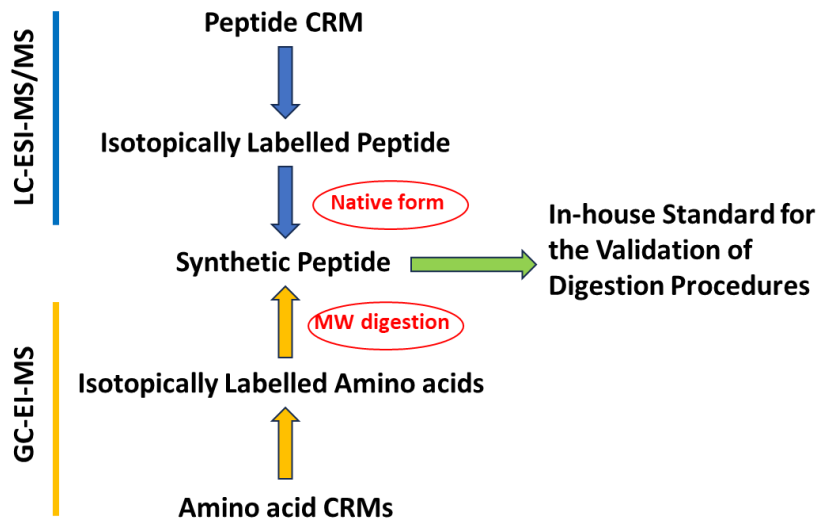 LC-ESI-MS/MS
Peptide CRM
Isotopically Labelled Peptide
Native form
Synthetic Peptide
In-house Standard for
the Validation of
Digestion Procedures
GC-EI-MS
MW digestion
Isotopically Labelled Amino acids
Amino acid CRMs